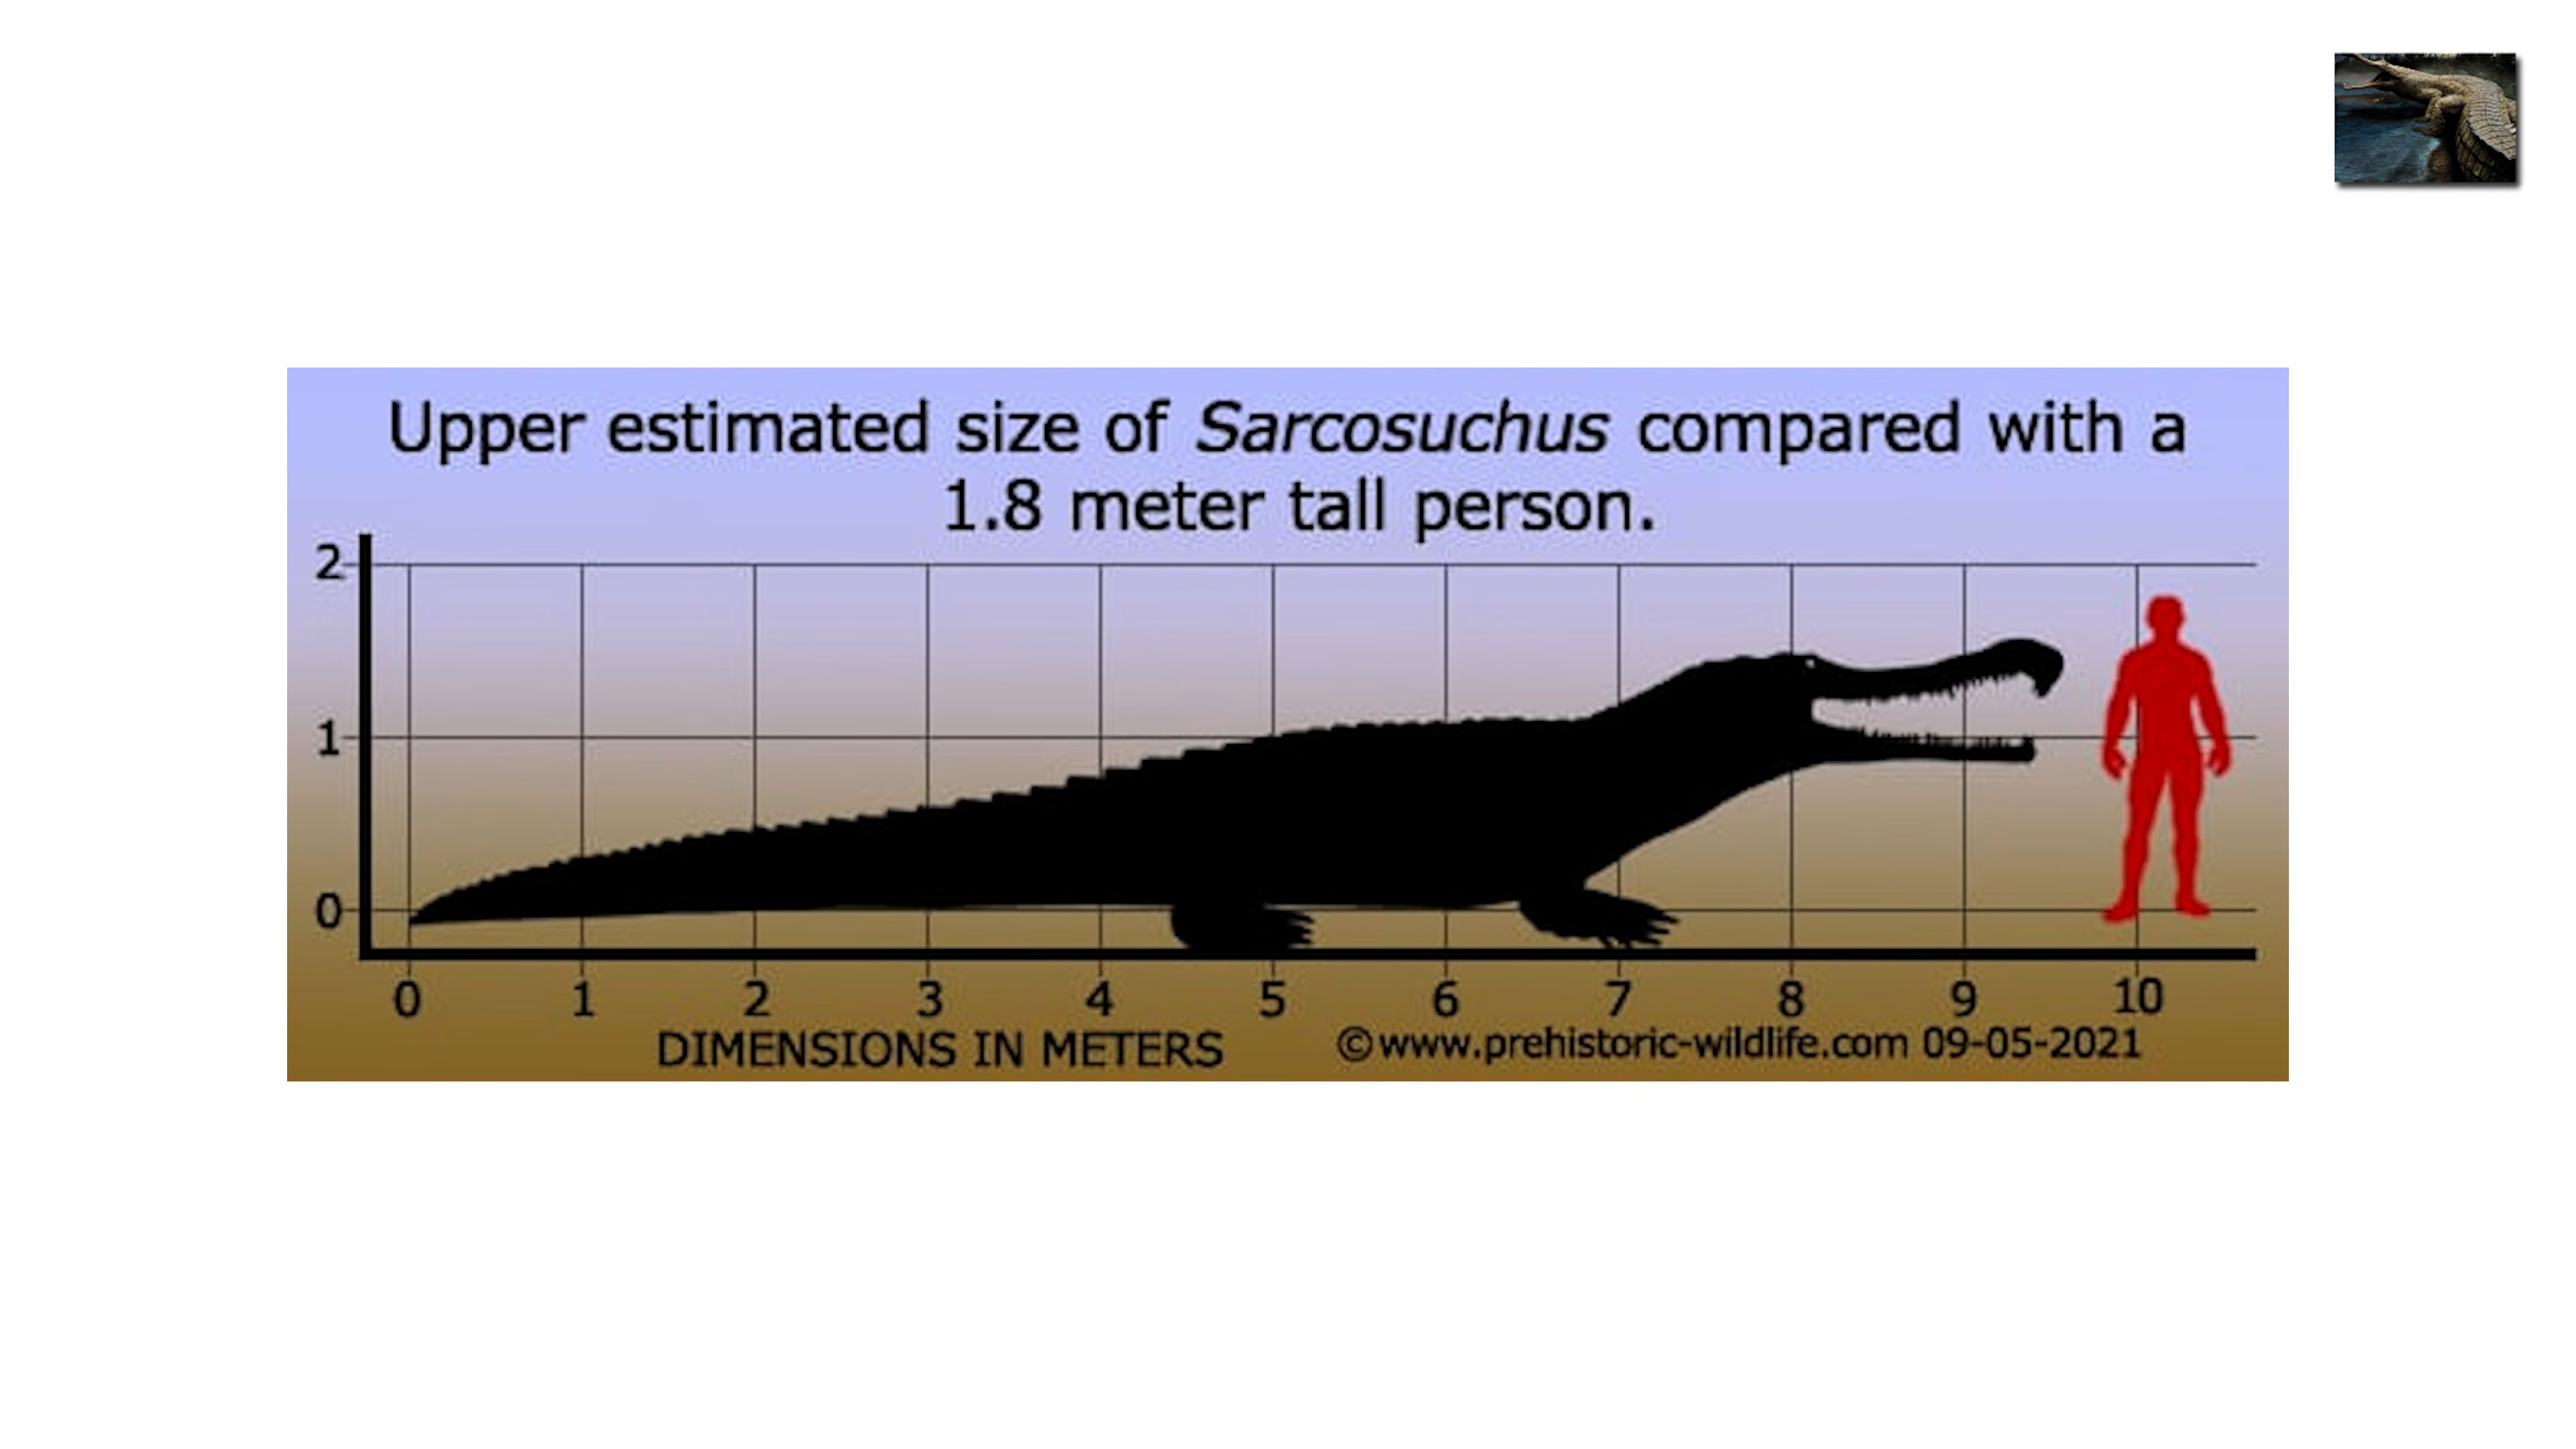 Upper estimated size of Sarcosuchus compared with a
1.8 meter tall person.
2
1
0
0 1 2 3 4 5 6 7 8 9 10
DIMENSIONS IN METERS ©www.prehistoric-wildlife.com 09-05-2021